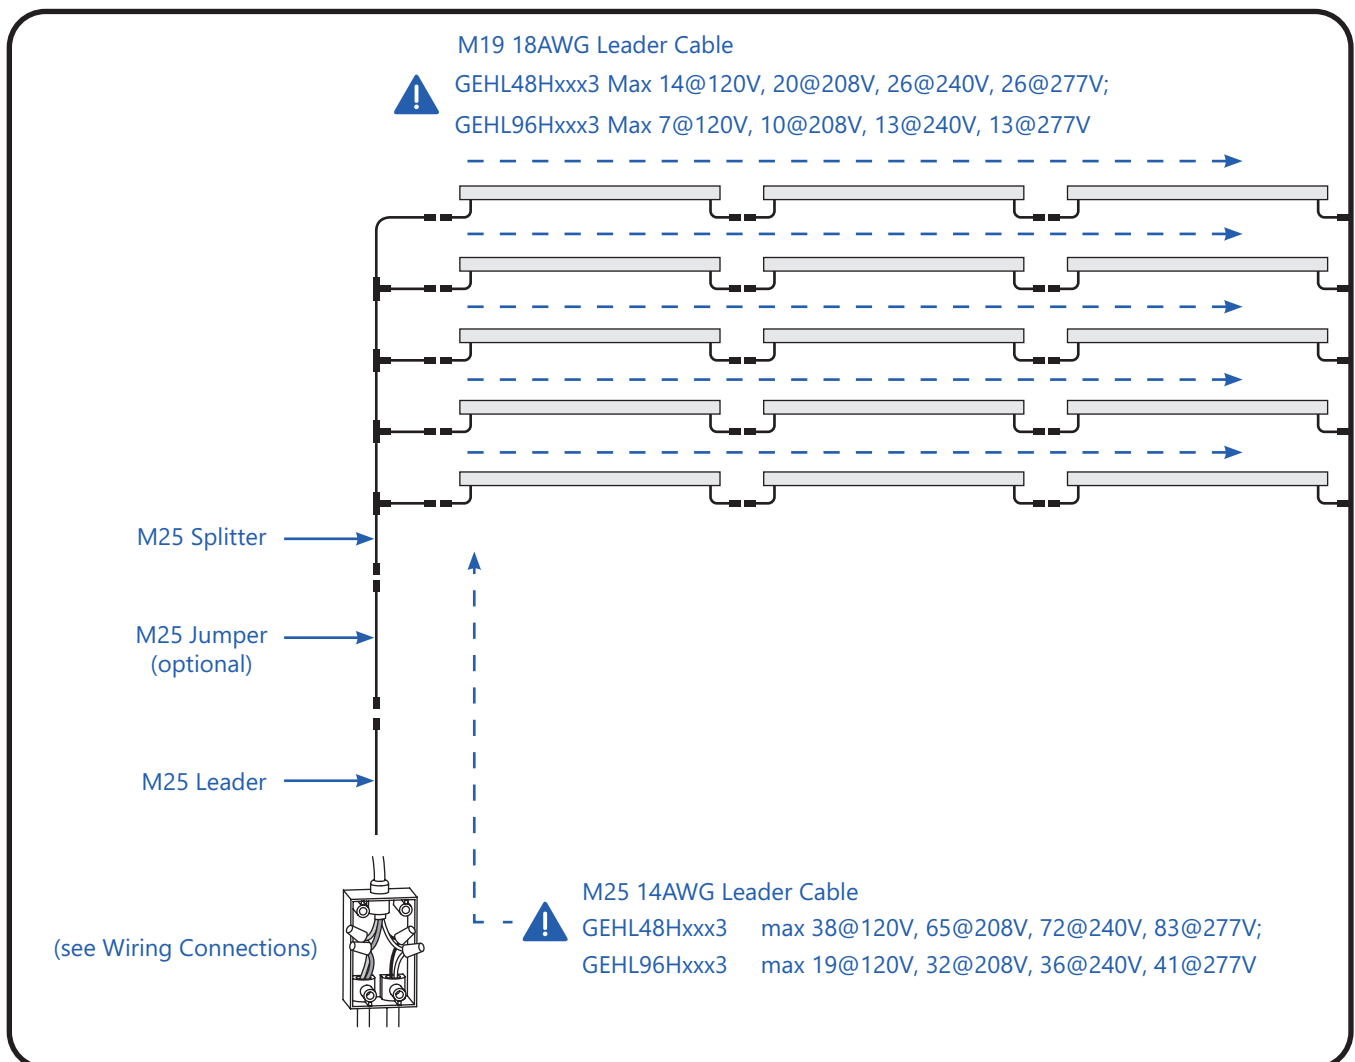 M19 18AWG Leader Cable
GEHL48Hxxx3 Max 14@120V, 20@208V, 26@240V, 26@277V;
GEHL96Hxxx3 Max 7@120V, 10@208V, 13@240V, 13@277V
M25 Splitter
M25 Jumper
(optional)
M25 Leader
(see Wiring Connections)
M25 14AWG Leader Cable
GEHL48Hxxx3 max 38@120V, 65@208V, 72@240V, 83@277V;
GEHL96Hxxx3 max 19@120V, 32@208V, 36@240V, 41@277V